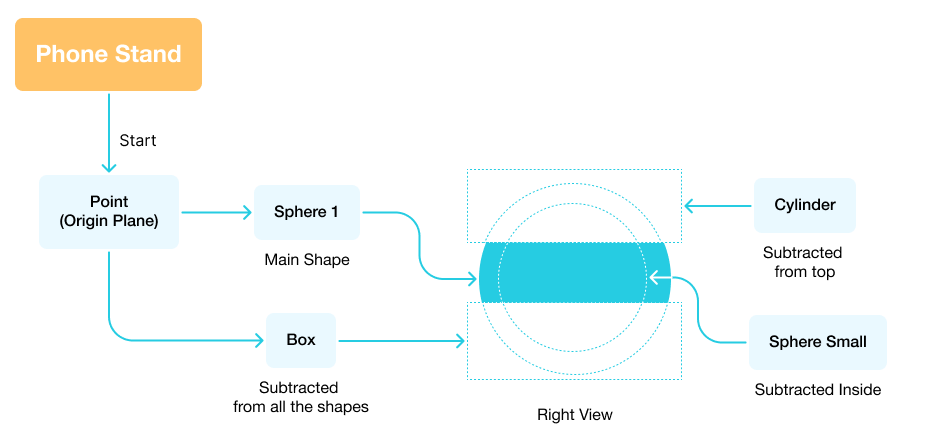 Phone Stand
Start
Point
(Origin Plane)
Sphere 1
Main Shape
Cylinder
Subtracted
from top
Box
Subtracted
from all the shapes
Sphere Small
Subtracted Inside
Right View